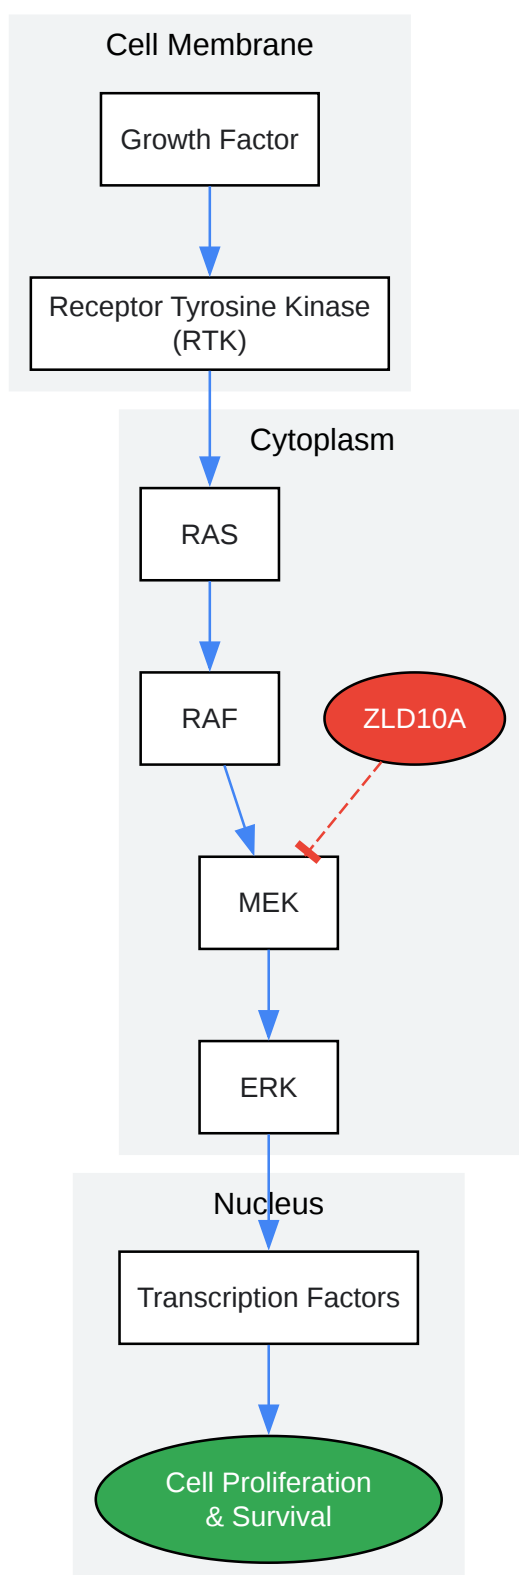 Cell Membrane
Growth Factor
Receptor Tyrosine Kinase
(RTK)
Cytoplasm
RAS
RAF
ZLD10A
MEK
ERK
Nucleus
Transcription Factors
Cell Proliferation
& Survival